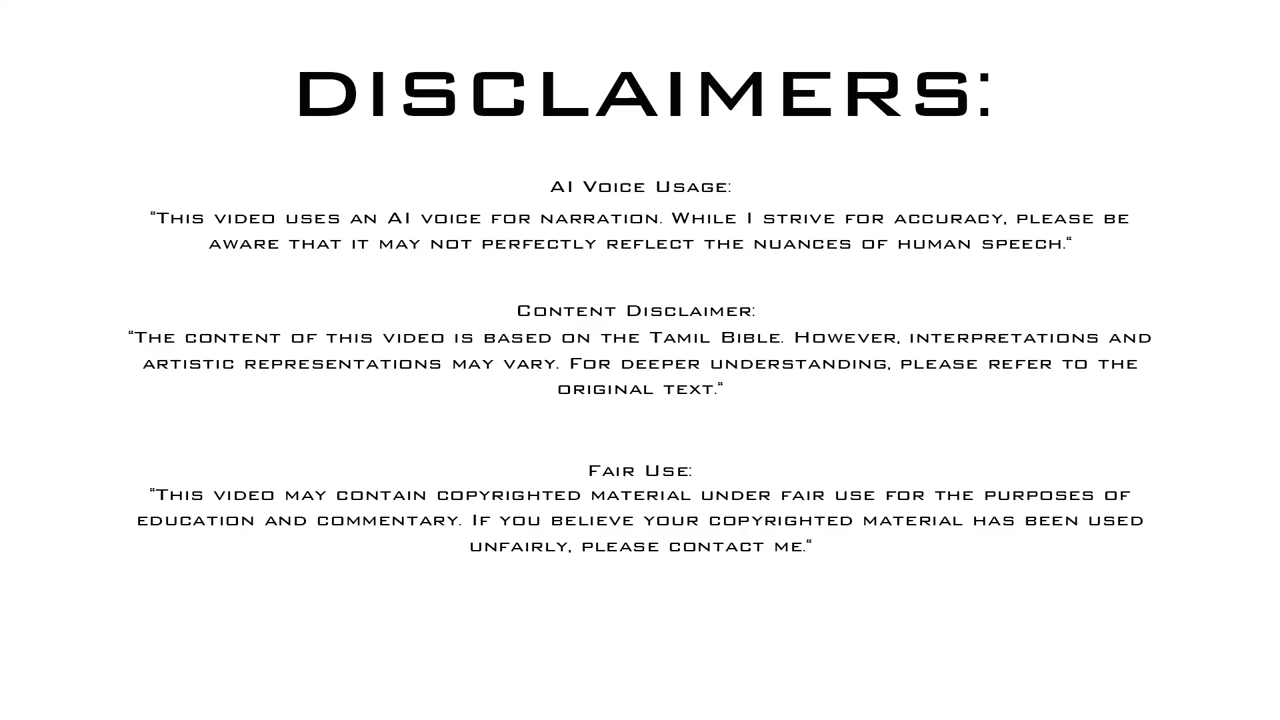 DISCLAIMERS:
AI Voice Usage:
“This video uses an AI voice for narration. While I strive for accuracy, please be
aware that it may not perfectly reflect the nuances of human speech.“
Content Disclaimer:
“The content of this video is based on the Tamil Bible. However, interpretations and
artistic representations may vary. For deeper understanding, please refer to the
original text.“
Fair Use:
“This video may contain copyrighted material under fair use for the purposes of
education and commentary. If you believe your copyrighted material has been used
unfairly, please contact me.“